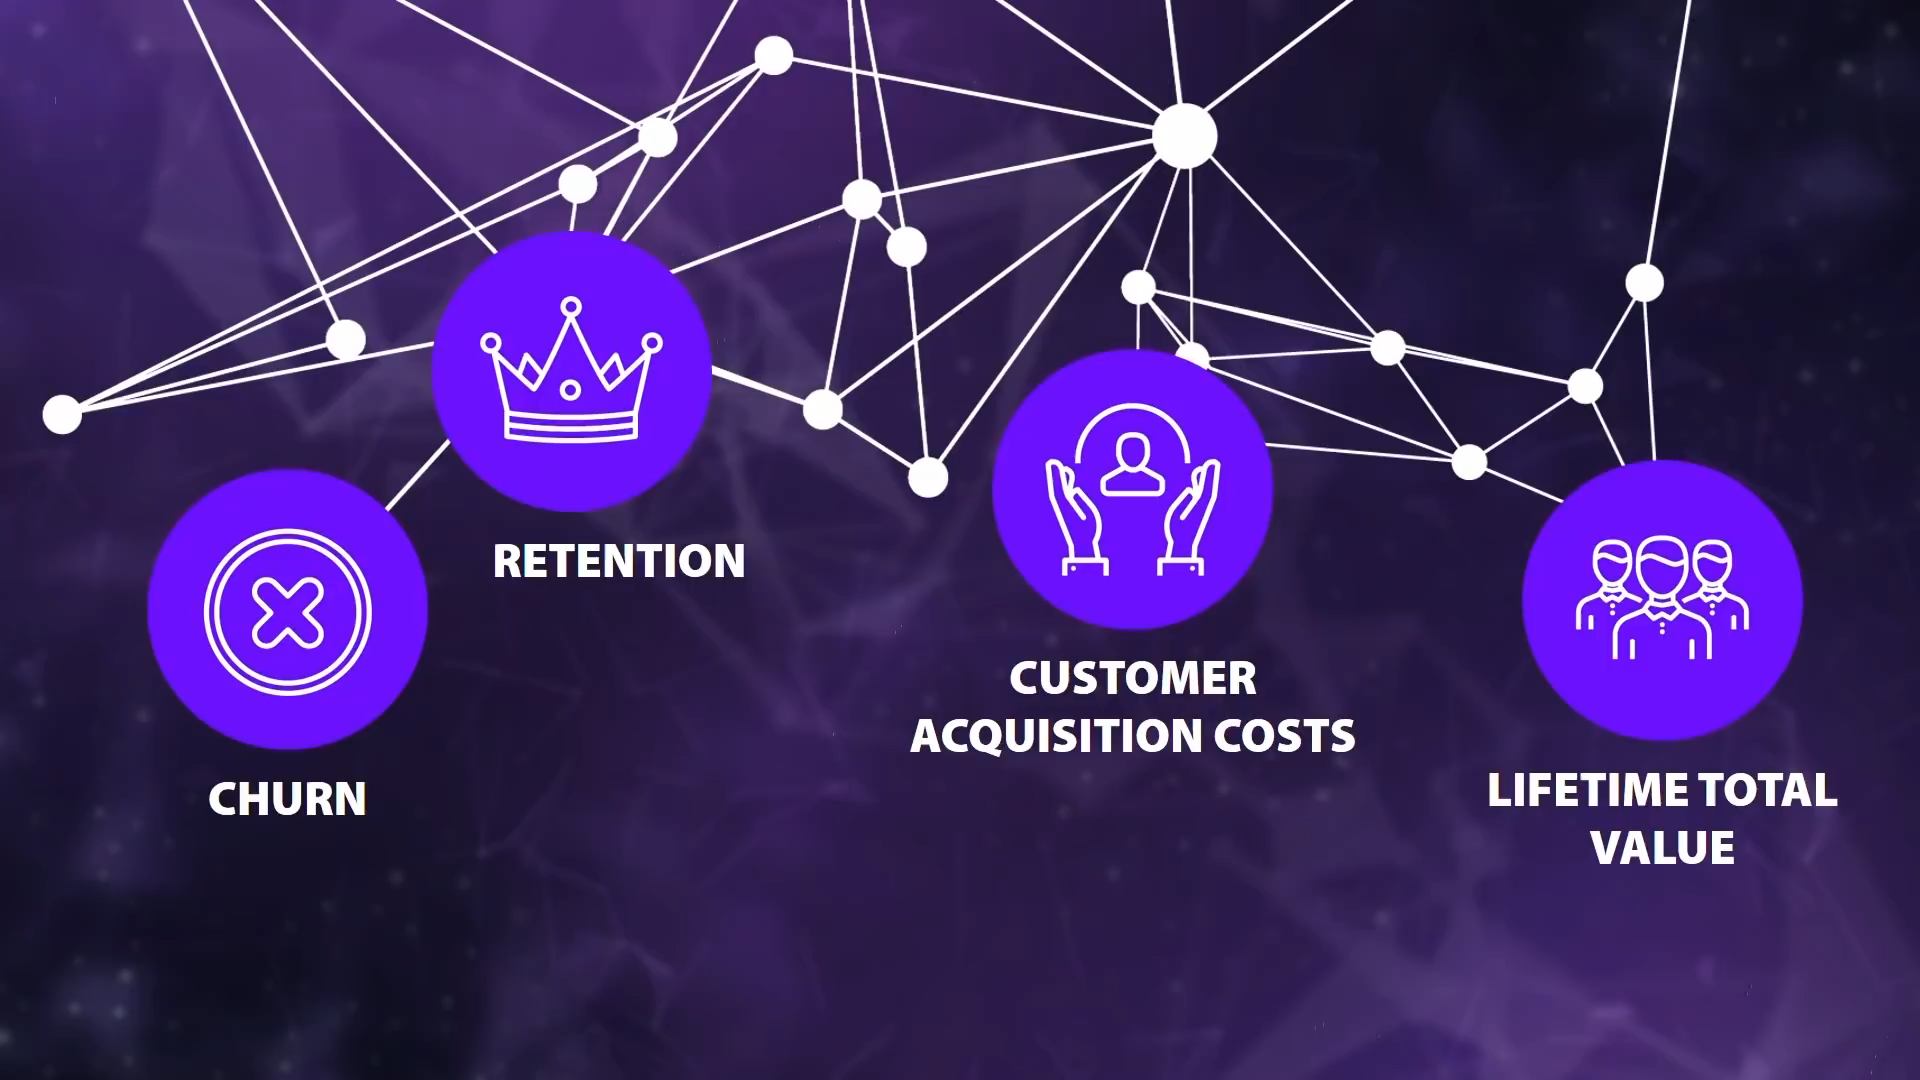 CHURN
RETENTION
CUSTOMER
ACQUISITION COSTS
LIFETIME TOTAL
VALUE